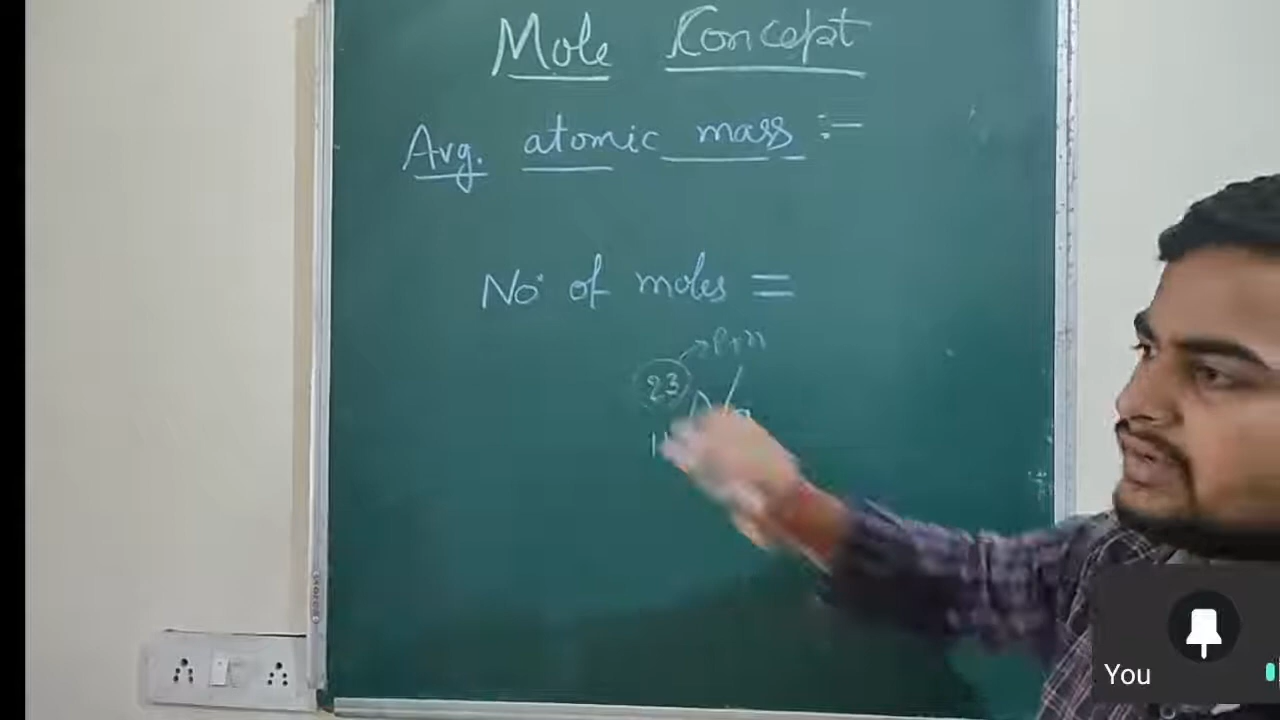 Mole Concept
Avg. atomic mass :-
No. of moles =
→ P+n
23
You